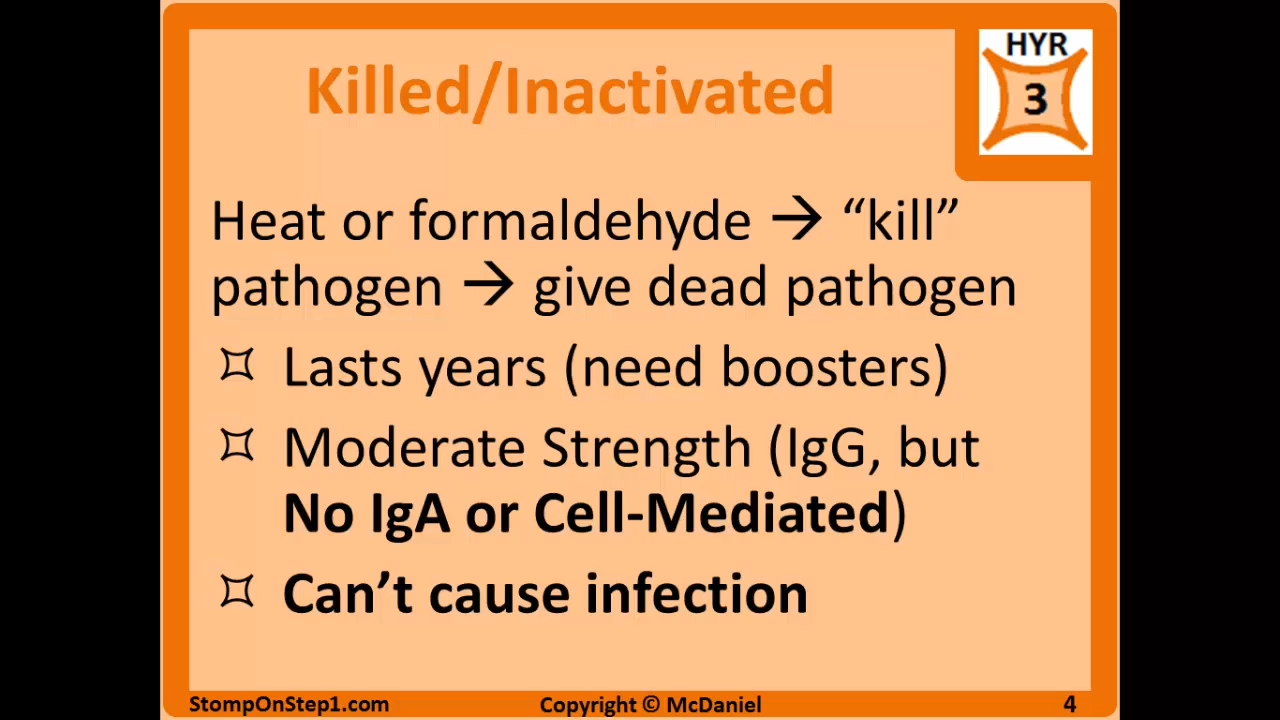 Killed/Inactivated
HYR
3
Heat or formaldehyde → “kill”
pathogen → give dead pathogen
Lasts years (need boosters)
Moderate Strength (IgG, but
No IgA or Cell-Mediated)
Can’t cause infection
StompOnStep1.com
Copyright © McDaniel
4